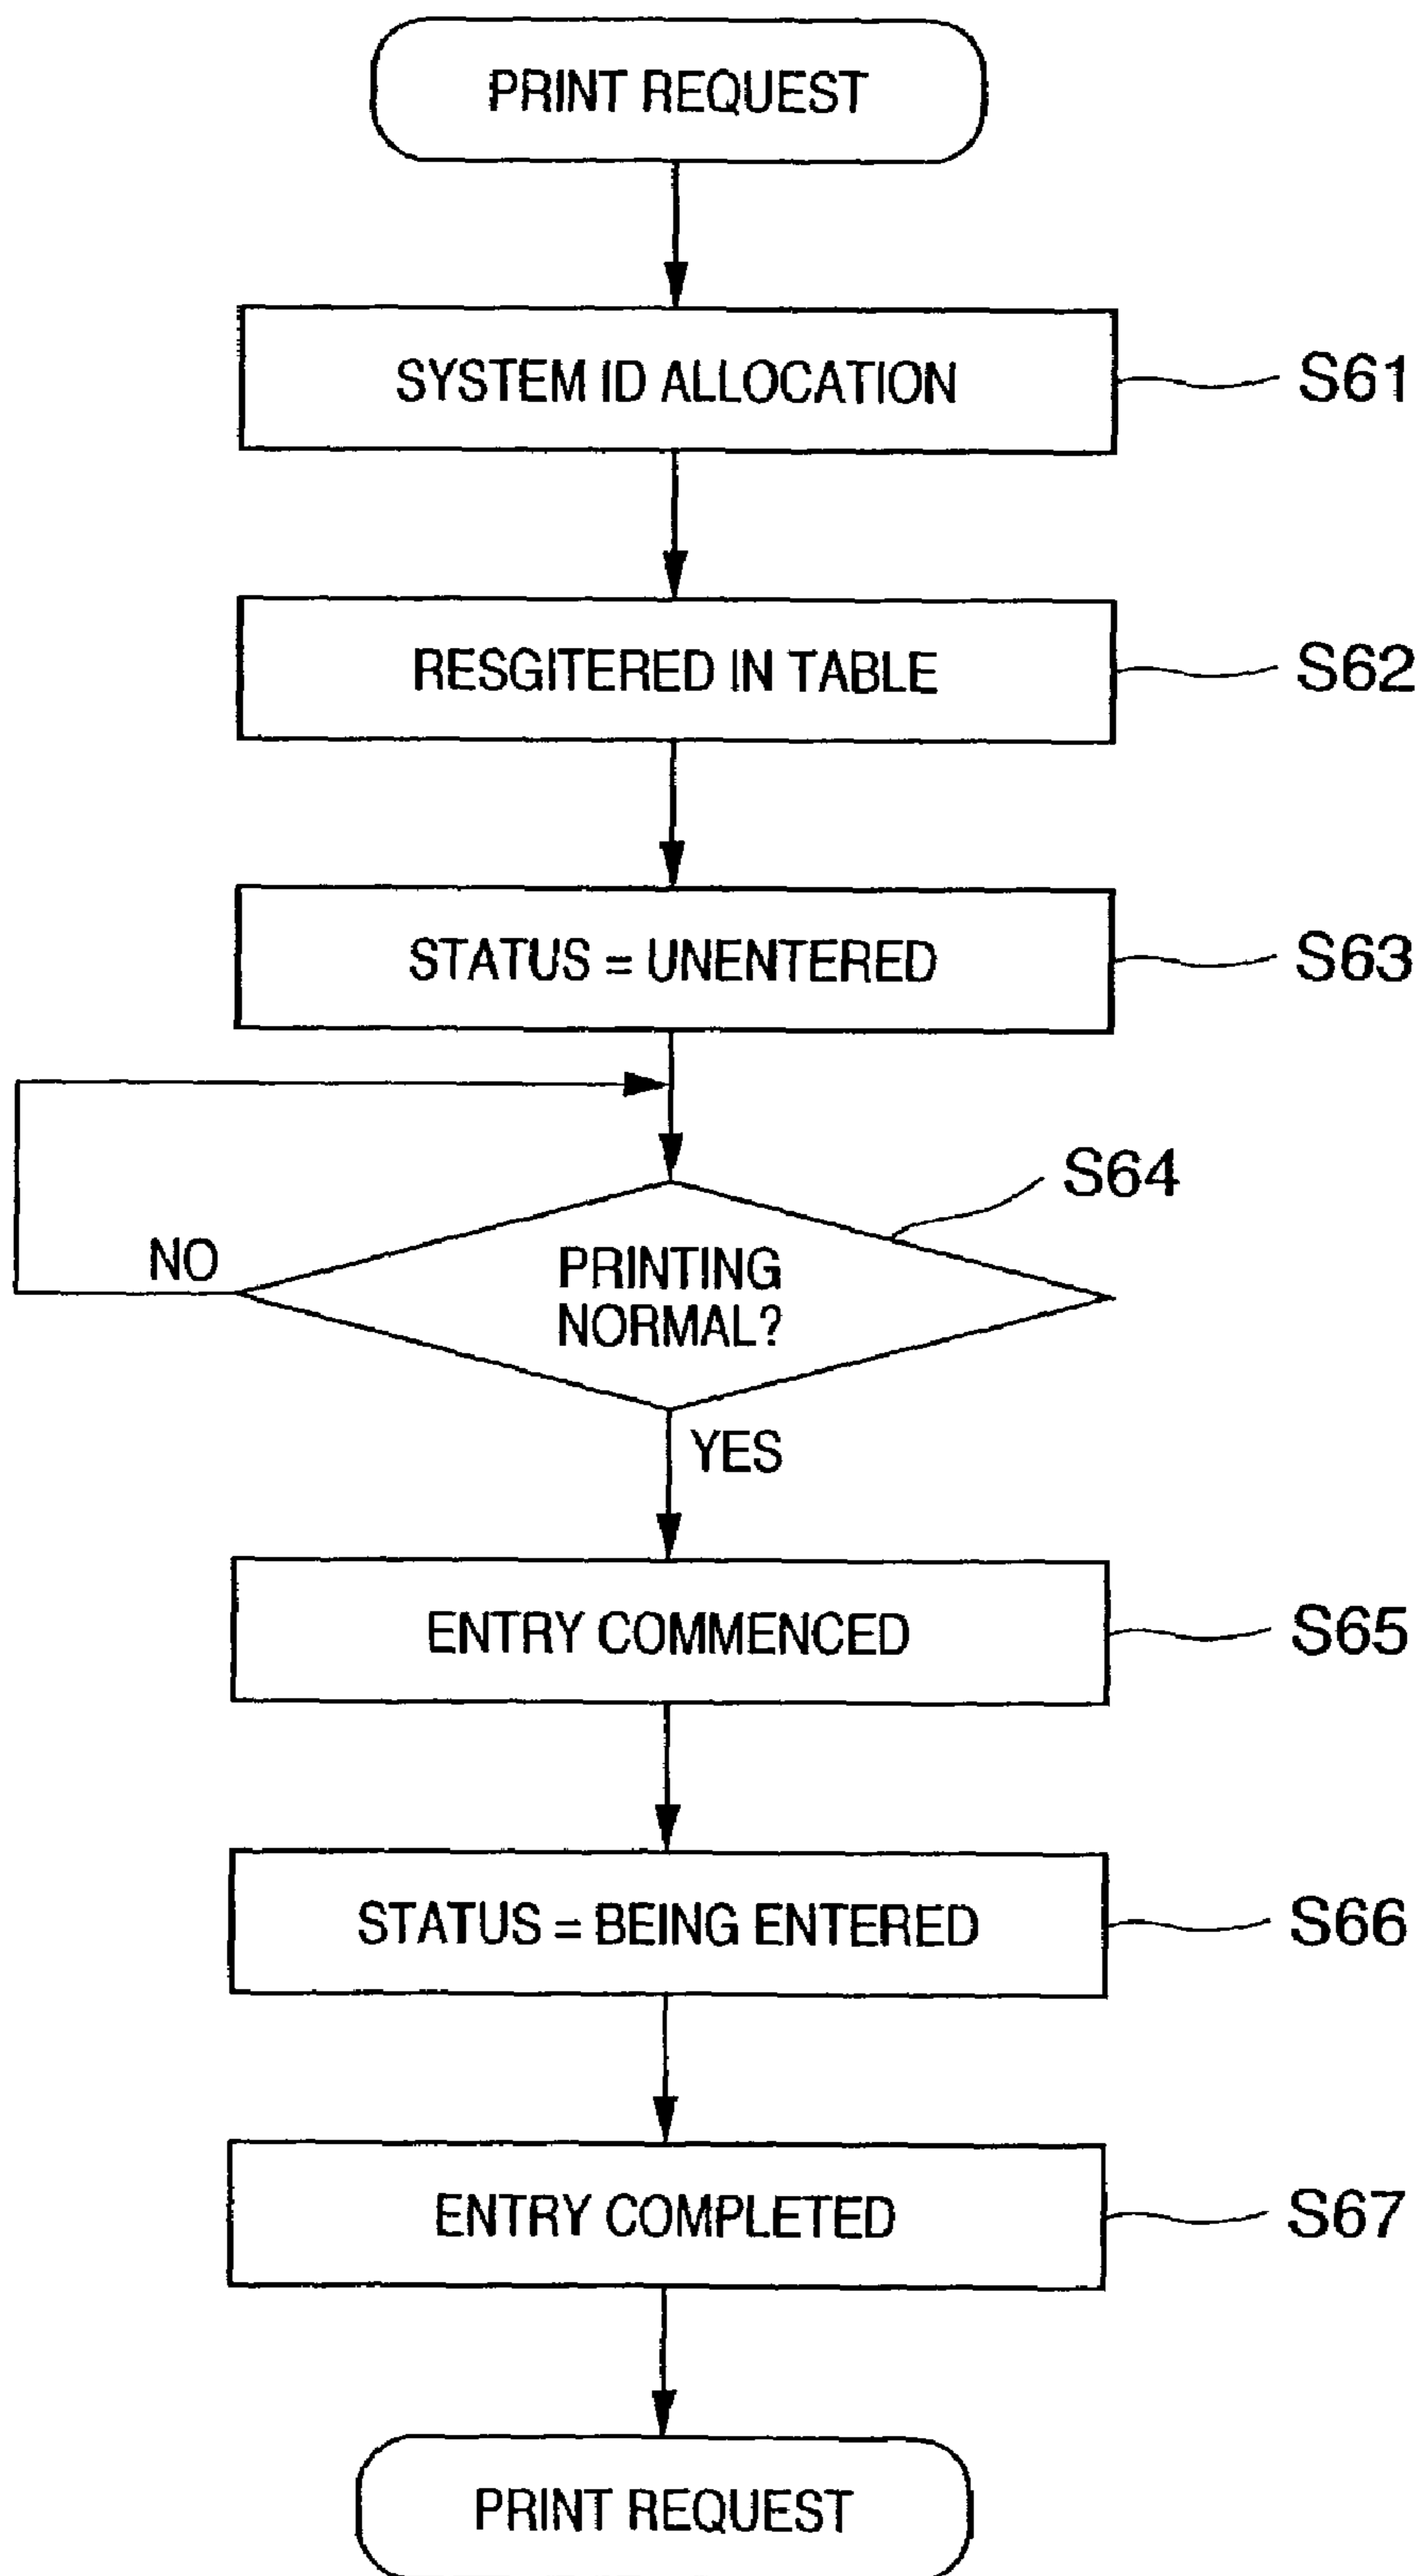 PRINT REQUEST
SYSTEM ID ALLOCATION
S61
RESGITERED IN TABLE
S62
STATUS = UNENTERED
S63
S64
NO
PRINTING
NORMAL?
YES
ENTRY COMMENCED
S65
STATUS = BEING ENTERED
S66
ENTRY COMPLETED
S67
PRINT REQUEST